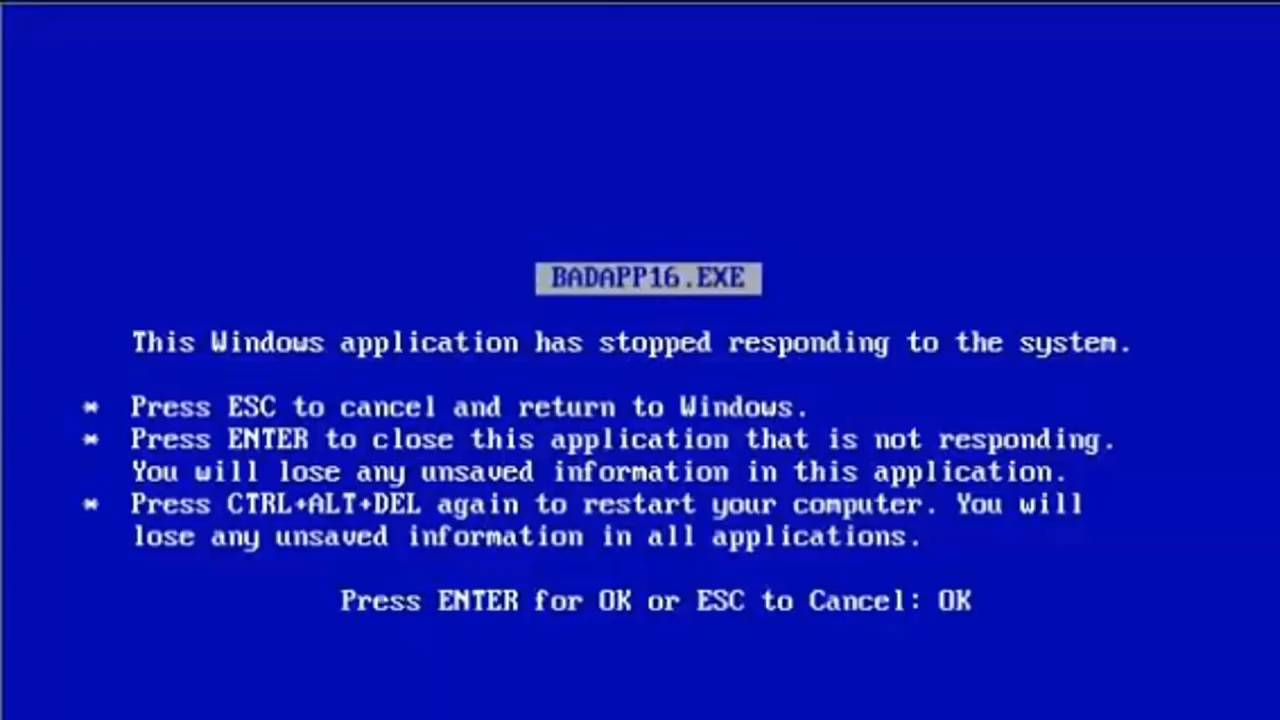 BADAPP16.EXE
This Windows application has stopped responding to the system.
* Press ESC to cancel and return to Windows.
* Press ENTER to close this application that is not responding.
You will lose any unsaved information in this application.
* Press CTRL+ALT+DEL again to restart your computer. You will
lose any unsaved information in all applications.
Press ENTER for OK or ESC to Cancel: OK